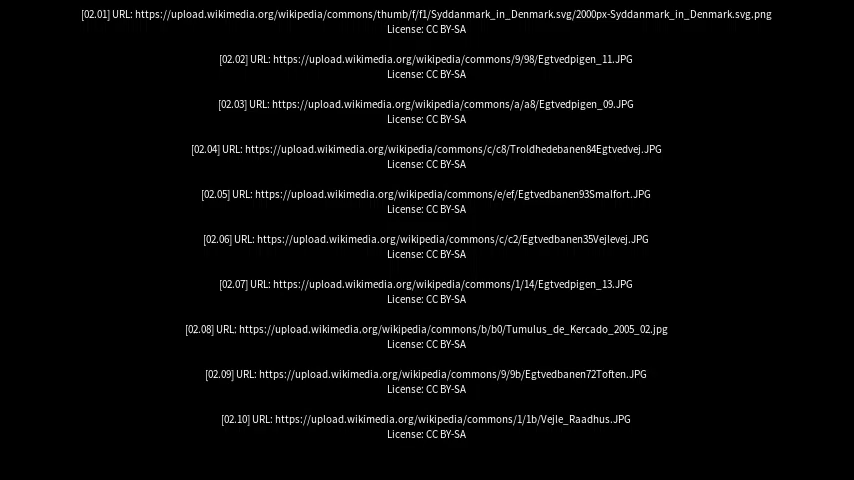 [02.01] URL: https://upload.wikimedia.org/wikipedia/commons/thumb/f/f1/Syddanmark_in_Denmark.svg/2000px-Syddanmark_in_Denmark.svg.png
License: CC BY-SA
[02.02] URL: https://upload.wikimedia.org/wikipedia/commons/9/98/Egtvedpigen_11.JPG
License: CC BY-SA
[02.03] URL: https://upload.wikimedia.org/wikipedia/commons/a/a8/Egtvedpigen_09.JPG
License: CC BY-SA
[02.04] URL: https://upload.wikimedia.org/wikipedia/commons/c/c8/Troldhedebanen84Egtvedvej.JPG
License: CC BY-SA
[02.05] URL: https://upload.wikimedia.org/wikipedia/commons/e/ef/Egtvedbanen93Smalfort.JPG
License: CC BY-SA
[02.06] URL: https://upload.wikimedia.org/wikipedia/commons/c/c2/Egtvedbanen35Vejlevej.JPG
License: CC BY-SA
[02.07] URL: https://upload.wikimedia.org/wikipedia/commons/1/14/Egtvedpigen_13.JPG
License: CC BY-SA
[02.08] URL: https://upload.wikimedia.org/wikipedia/commons/b/b0/Tumulus_de_Kercado_2005_02.jpg
License: CC BY-SA
[02.09] URL: https://upload.wikimedia.org/wikipedia/commons/9/9b/Egtvedbanen72Toften.JPG
License: CC BY-SA
[02.10] URL: https://upload.wikimedia.org/wikipedia/commons/1/1b/Vejle_Raadhus.JPG
License: CC BY-SA